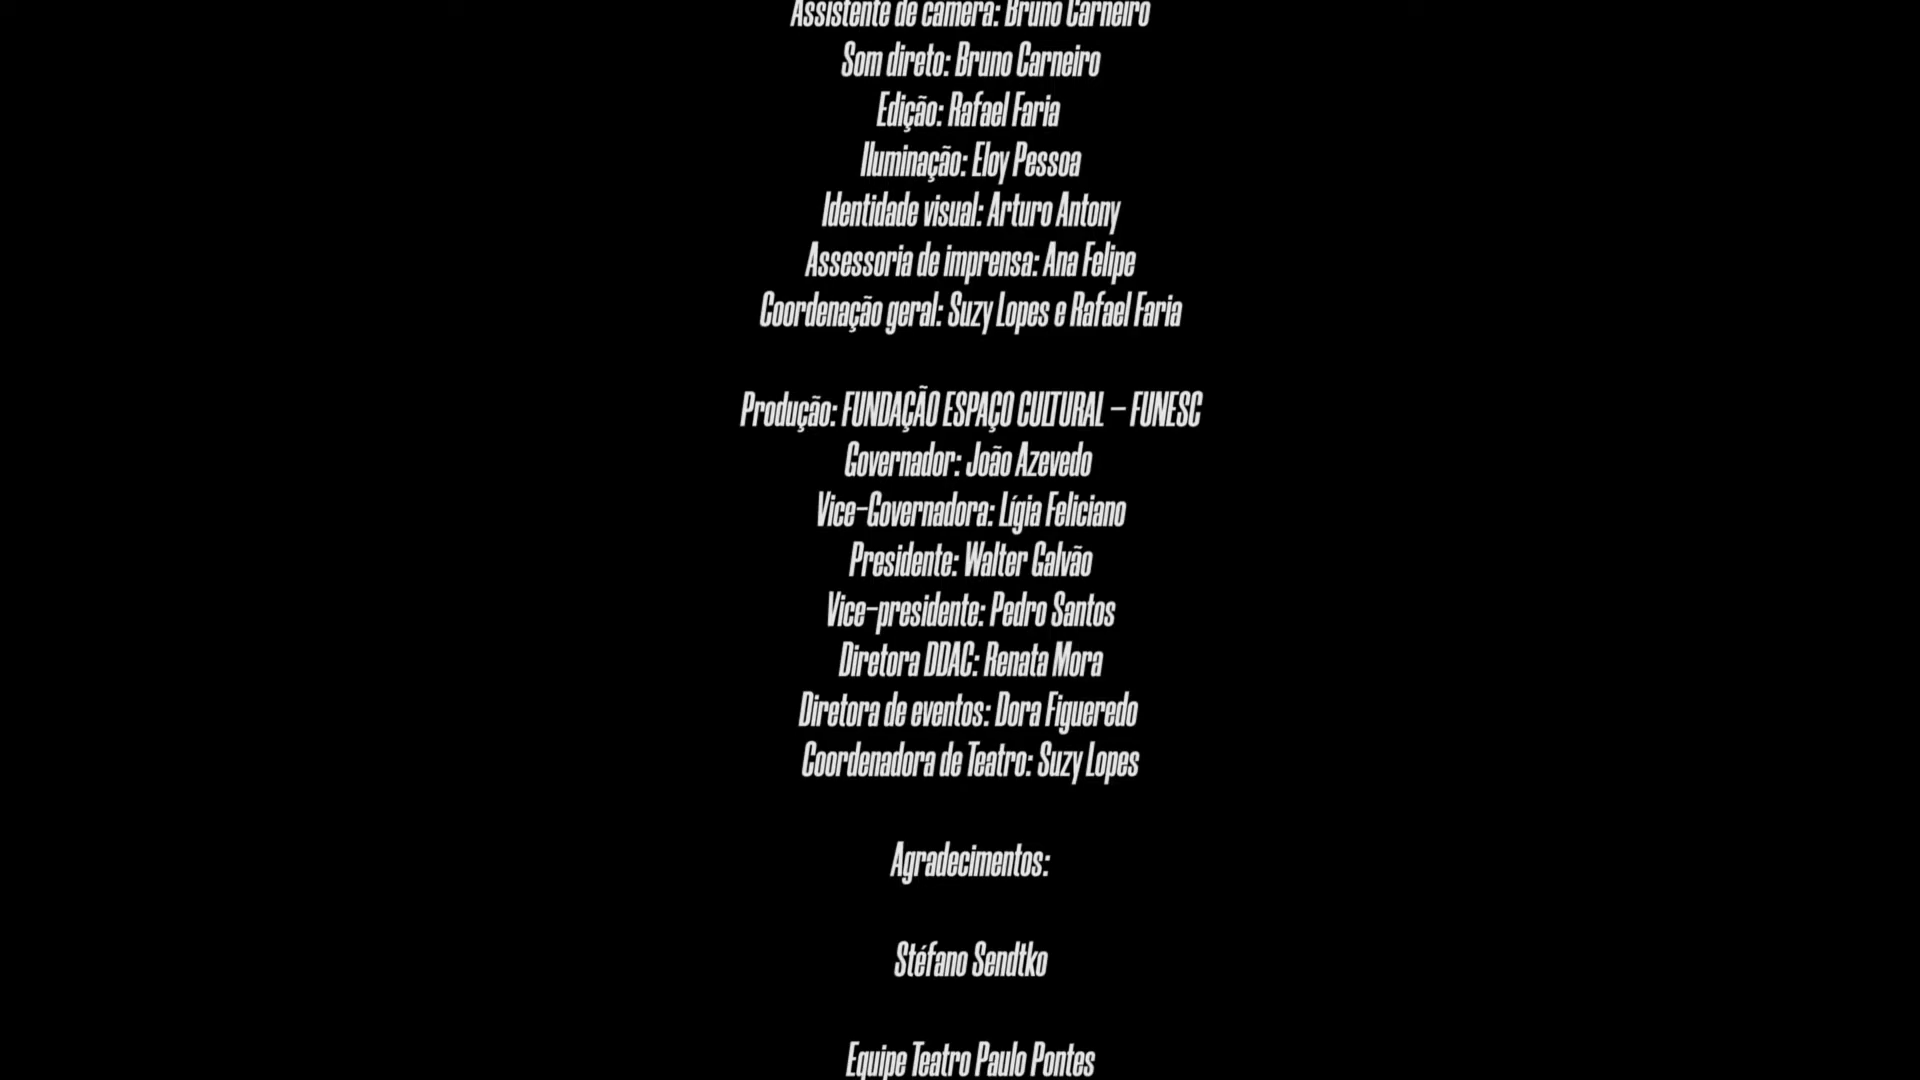 Assistente de câmera: Bruno Carneiro
Som direto: Bruno Carneiro
Edição: Rafael Faria
Iluminação: Eloy Pessoa
Identidade visual: Arturo Antony
Assessoria de imprensa: Ana Felipe
Coordenação geral: Suzy Lopes e Rafael Faria
Produção: FUNDAÇÃO ESPAÇO CULTURAL – FUNESC
Governador: João Azevedo
Vice-Governadora: Lígia Feliciano
Presidente: Walter Galvão
Vice-presidente: Pedro Santos
Diretora DDAC: Renata Mora
Diretora de eventos: Dora Figueredo
Coordenadora de Teatro: Suzy Lopes
Agradecimentos:
Stéfano Sendtko
Equipe Teatro Paulo Pontes